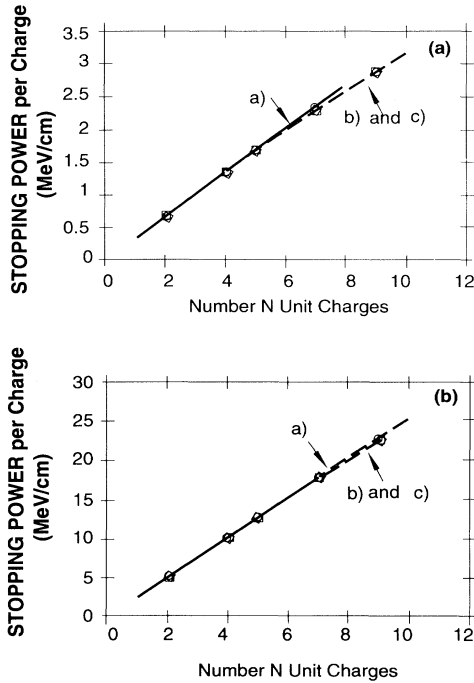 STOPPING POWER per Charge
(MeV/cm)
3.5
3
2.5
2
1.5
1
0.5
0
(a)
a)
b) and c)
0 2 4 6 8 10 12
Number N Unit Charges
STOPPING POWER per Charge
(MeV/cm)
30
25
20
15
10
5
0
(b)
a)
b) and c)
0 2 4 6 8 10 12
Number N Unit Charges